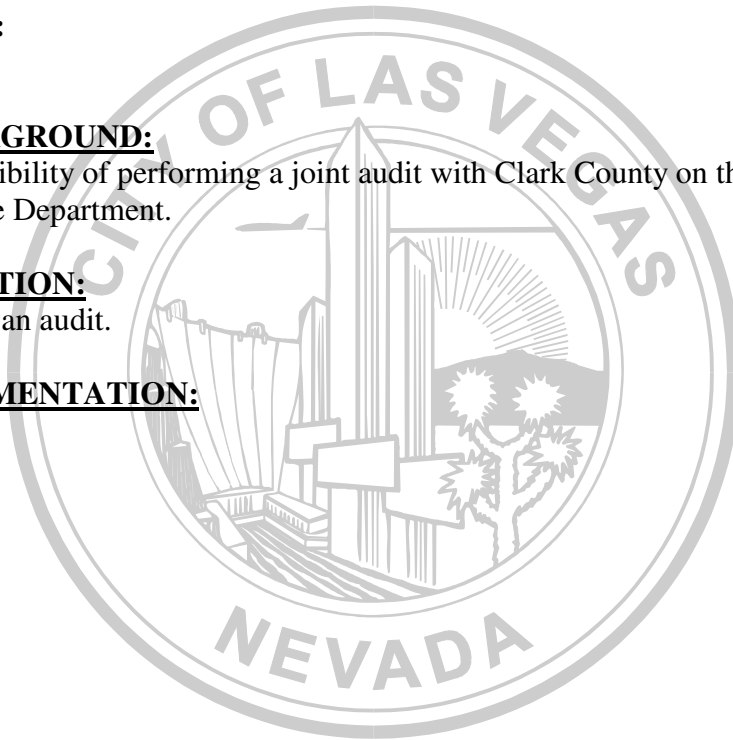 :
CITY OF LAS VEGAS
GROUND:
ibility of performing a joint audit with Clark County on th
e Department.
TION:
an audit.
MENTATION:
NEVADA